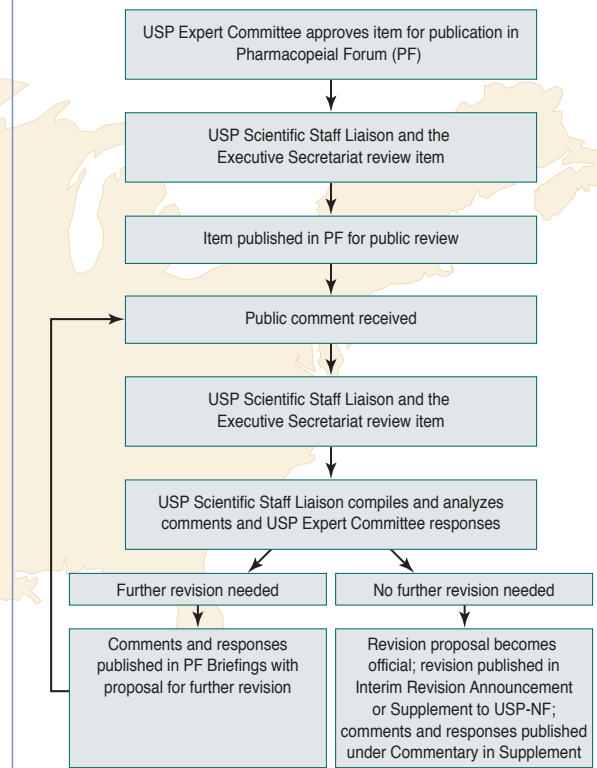 USP Expert Committee approves item for publication in
Pharmacopeial Forum (PF)
USP Scientific Staff Liaison and the
Executive Secretariat review item
Item published in PF for public review
Public comment received
USP Scientific Staff Liaison and the
Executive Secretariat review item
USP Scientific Staff Liaison compiles and analyzes
comments and USP Expert Committee responses
Further revision needed
No further revision needed
Comments and responses
published in PF Briefings with
proposal for further revision
Revision proposal becomes
official; revision published in
Interim Revision Announcement
or Supplement to USP-NF;
comments and responses published
under Commentary in Supplement